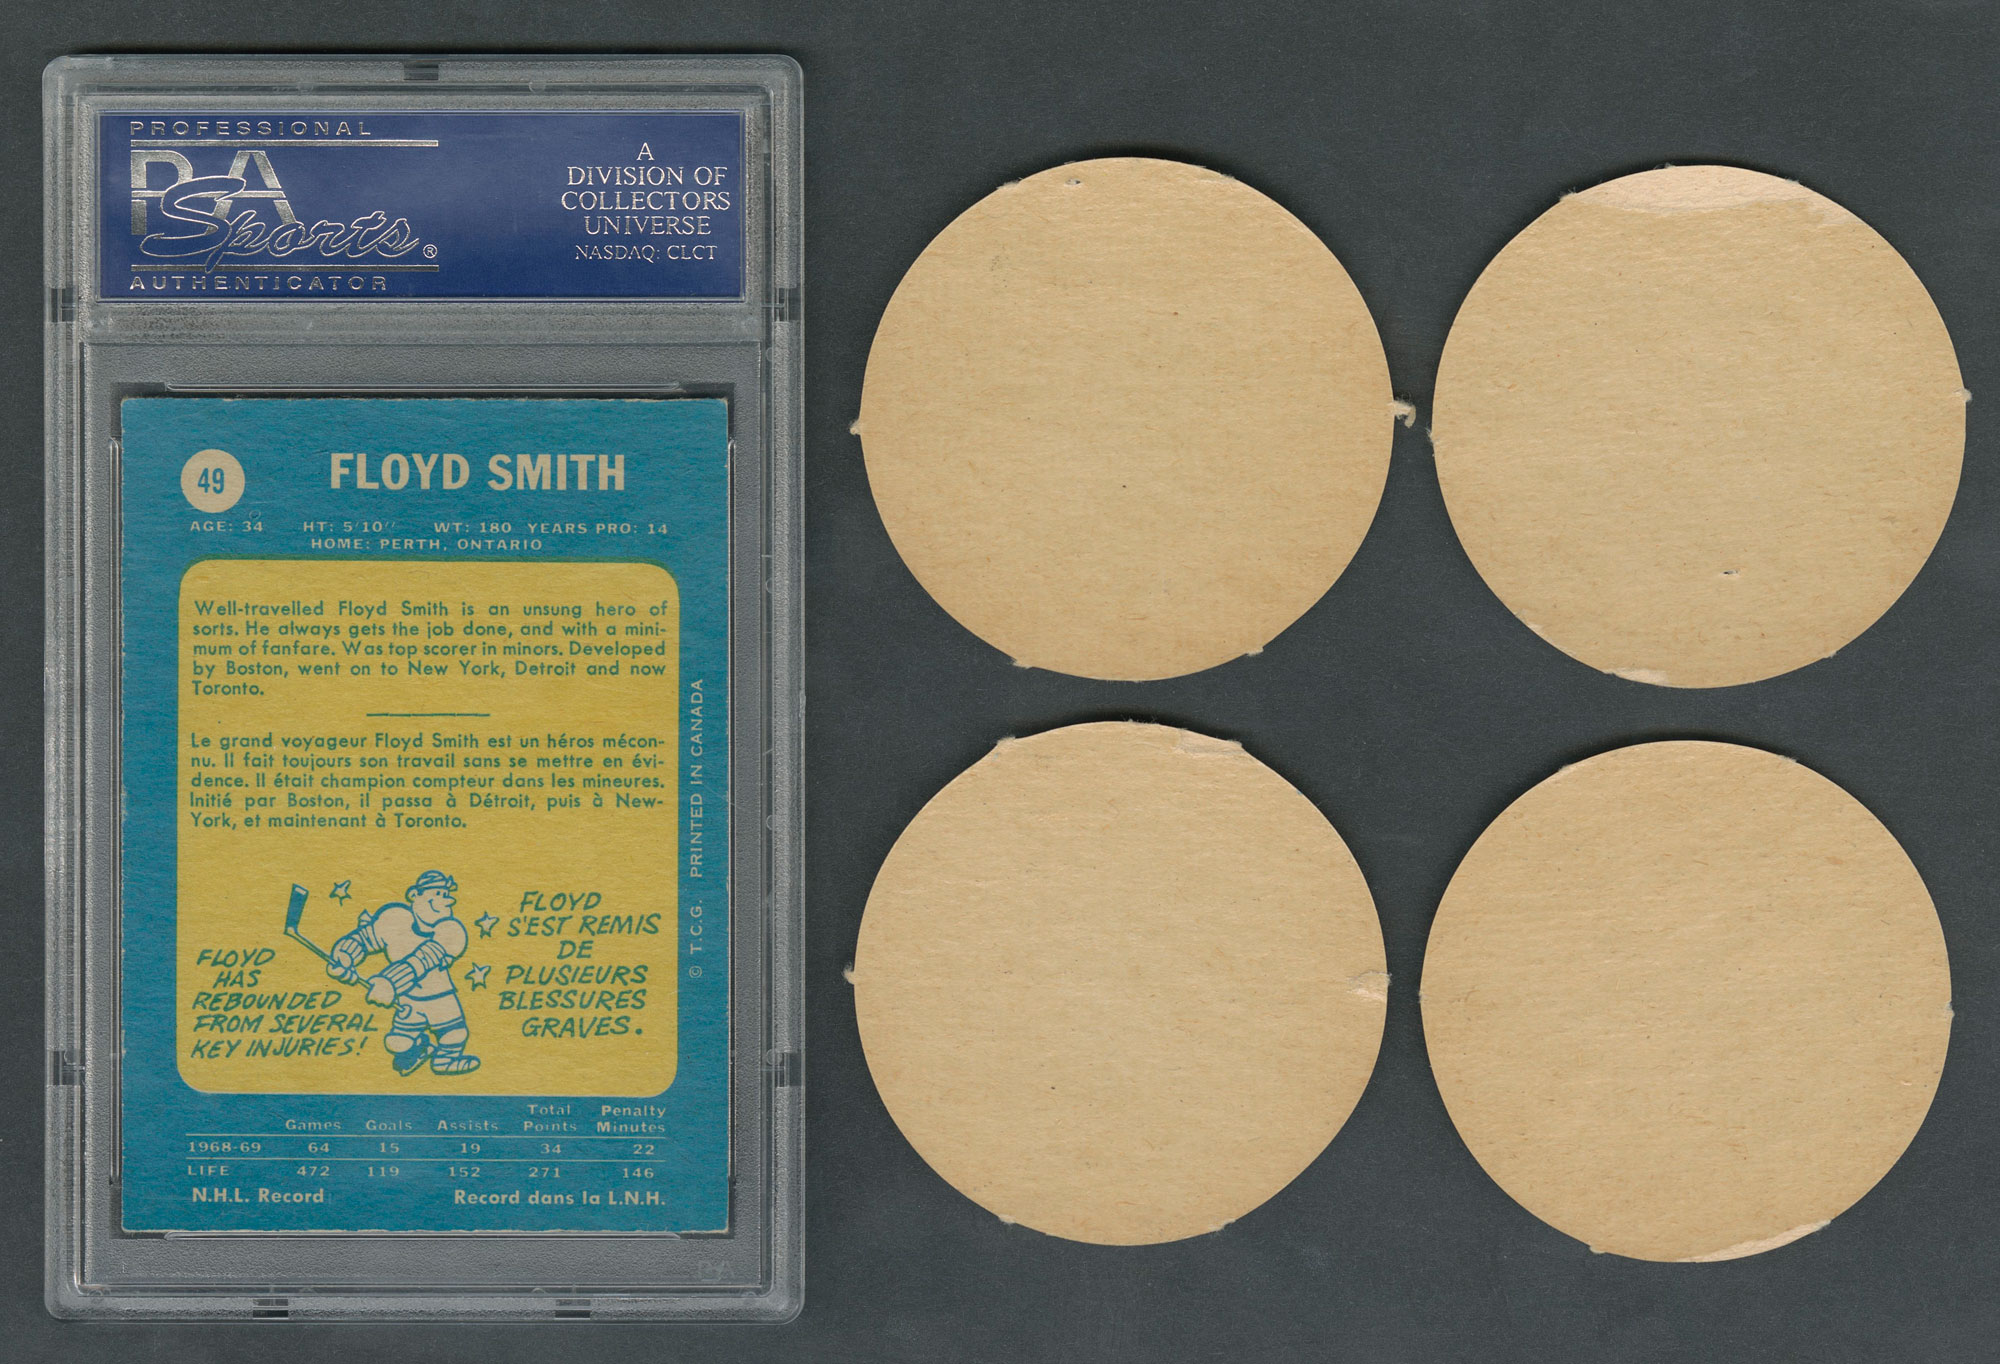 PROFESSIONAL
PSA
Sports®
AUTHENTICATOR
A
DIVISION OF
COLLECTORS
UNIVERSE
NASDAQ: CLCT
49
FLOYD SMITH
AGE: 34 HT: 5'10" WT: 180 YEARS PRO: 14
HOME: PERTH, ONTARIO
Well-travelled Floyd Smith is an unsung hero of
sorts. He always gets the job done, and with a mini-
mum of fanfare. Was top scorer in minors. Developed
by Boston, went on to New York, Detroit and now
Toronto.
Le grand voyageur Floyd Smith est un héros mécon-
nu. Il fait toujours son travail sans se mettre en évi-
dence. Il était champion compteur dans les mineures.
Initié par Boston, il passa à Détroit, puis à New-
York, et maintenant à Toronto.
FLOYD
HAS
REBOUNDED
FROM SEVERAL
KEY INJURIES!
FLOYD
S'EST REMIS
DE
PLUSIEURS
BLESSURES
GRAVES.
© T.C.G. PRINTED IN CANADA
Games Goals Assists Total Points Penalty Minutes
1968-69 64 15 19 34 22
LIFE 472 119 152 271 146
N.H.L. Record Record dans la L.N.H.